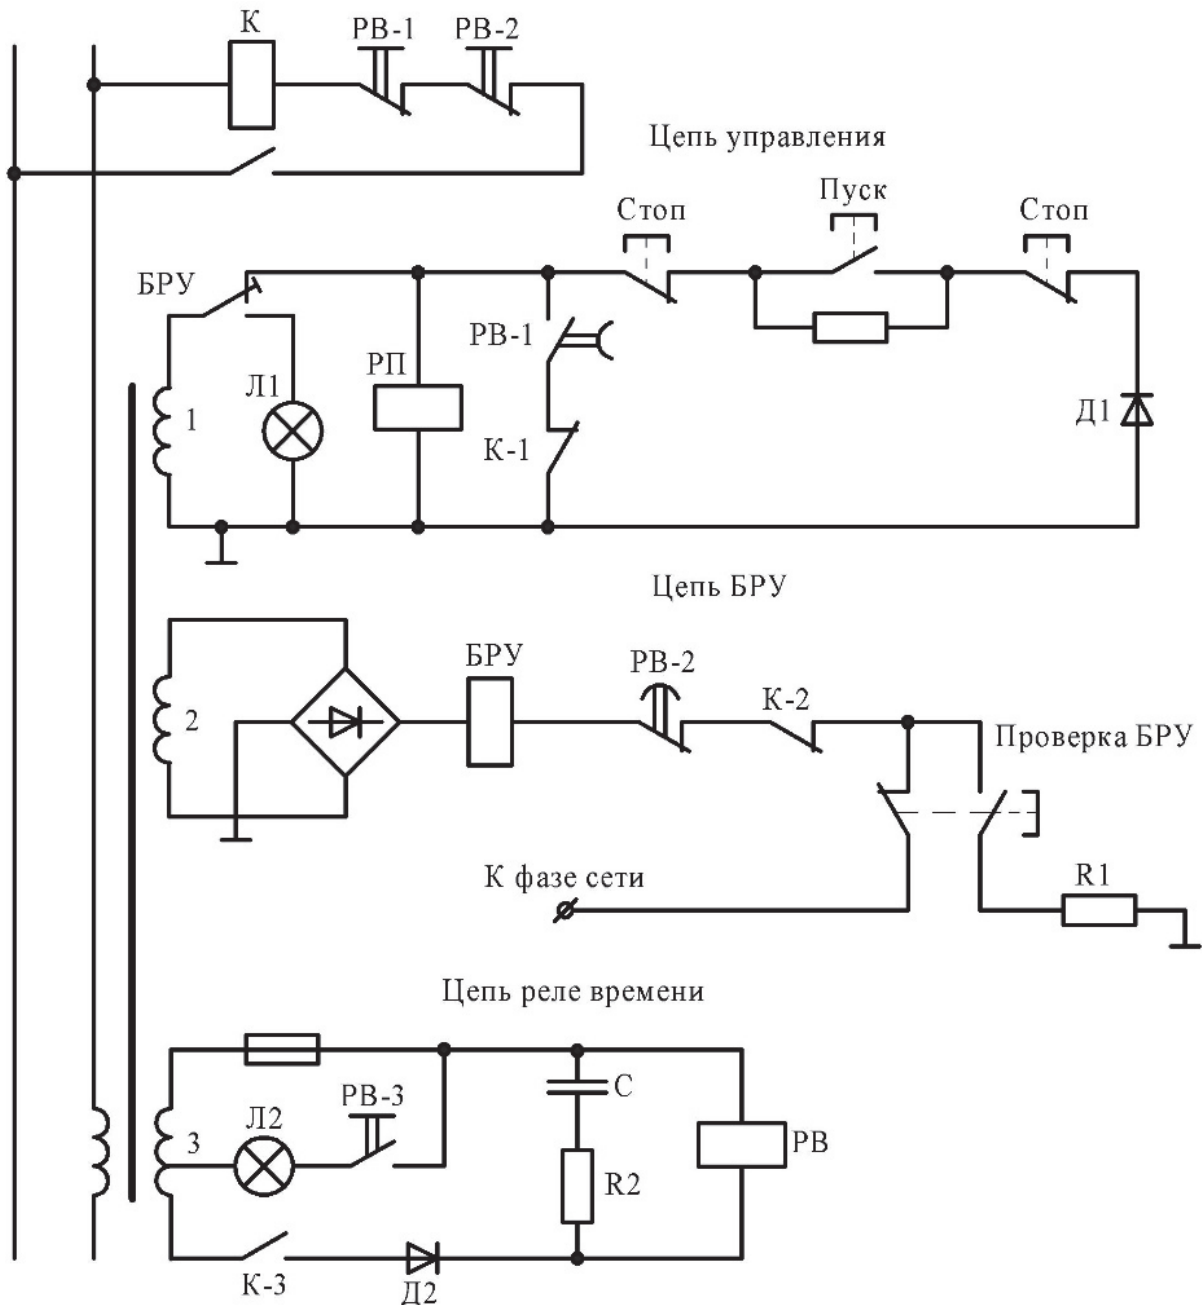 К
РВ-1
РВ-2
Цепь управления
Стоп
Пуск
Стоп
БРУ
РВ-1
Л1
РП
1
К-1
Д1
Цепь БРУ
БРУ
РВ-2
К-2
2
Проверка БРУ
К фазе сети
R1
Цепь реле времени
С
Л2
РВ-3
3
РВ
R2
К-3
Д2